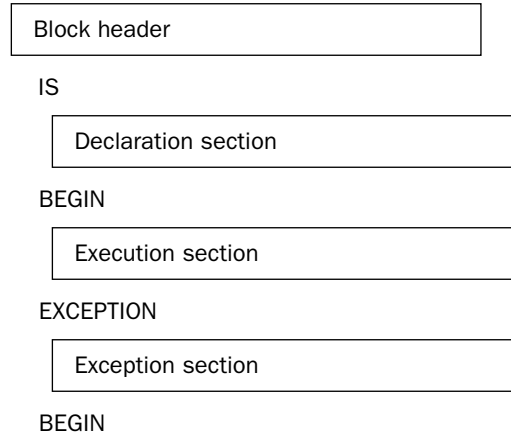 Block header
IS
Declaration section
BEGIN
Execution section
EXCEPTION
Exception section
BEGIN